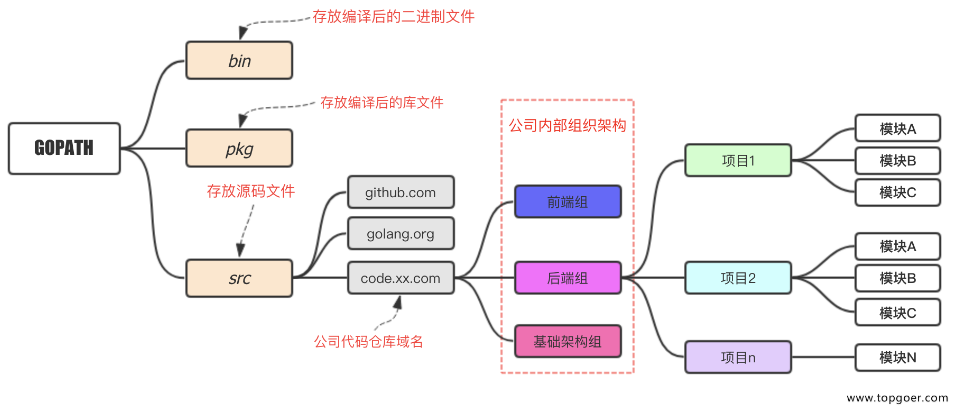 存放编译后的二进制文件
bin
存放编译后的库文件
公司内部组织架构
模块A
GOPATH
pkg
项目1
模块B
存放源码文件
github.com
前端组
模块C
golang.org
模块A
src
code.xx.com
后端组
项目2
模块B
模块C
公司代码仓库域名
基础架构组
项目n
模块N
www.topgoer.com